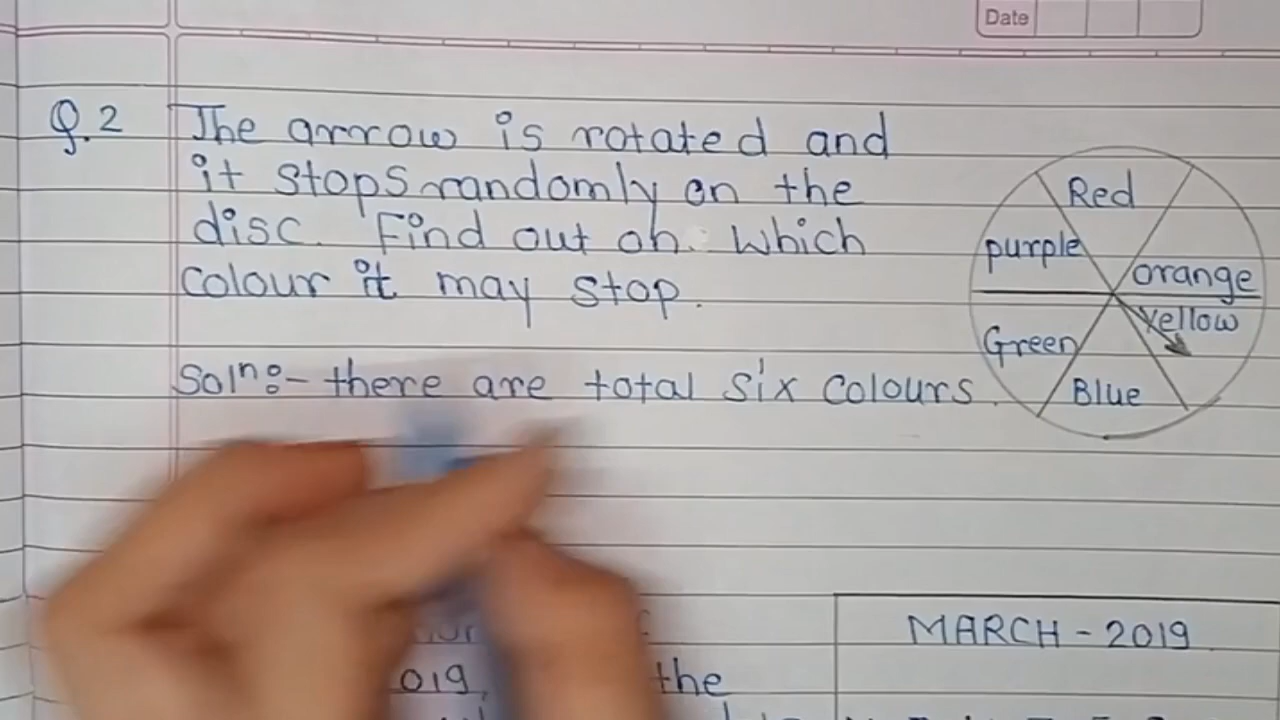 Date
Q.2 The arrow is rotated and
it stops randomly on the
disc. Find out on which
colour it may stop.
Soln:- there are total six colours.
Red
purple
orange
Yellow
Green
Blue
MARCH - 2019
019,
the